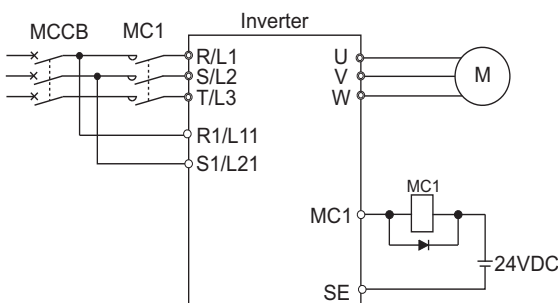 Inverter
MCCB MC1
R/L1 U
S/L2 V M
T/L3 W
R1/L11
S1/L21
MC1
MC1
24VDC
SE